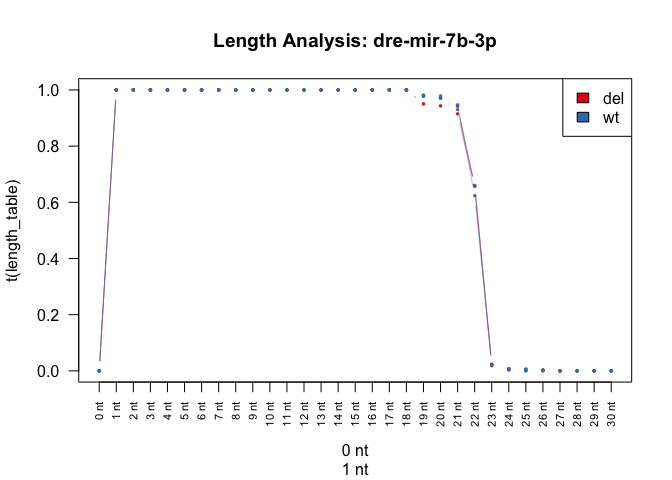 Length Analysis: dre-mir-7b-3p
del
wt
t(length_table)
1.0
0.8
0.6
0.4
0.2
0.0
0 nt 1 nt 2 nt 3 nt 4 nt 5 nt 6 nt 7 nt 8 nt 9 nt 10 nt 11 nt 12 nt 13 nt 14 nt 15 nt 16 nt 17 nt 18 nt 19 nt 20 nt 21 nt 22 nt 23 nt 24 nt 25 nt 26 nt 27 nt 28 nt 29 nt 30 nt
0 nt
1 nt